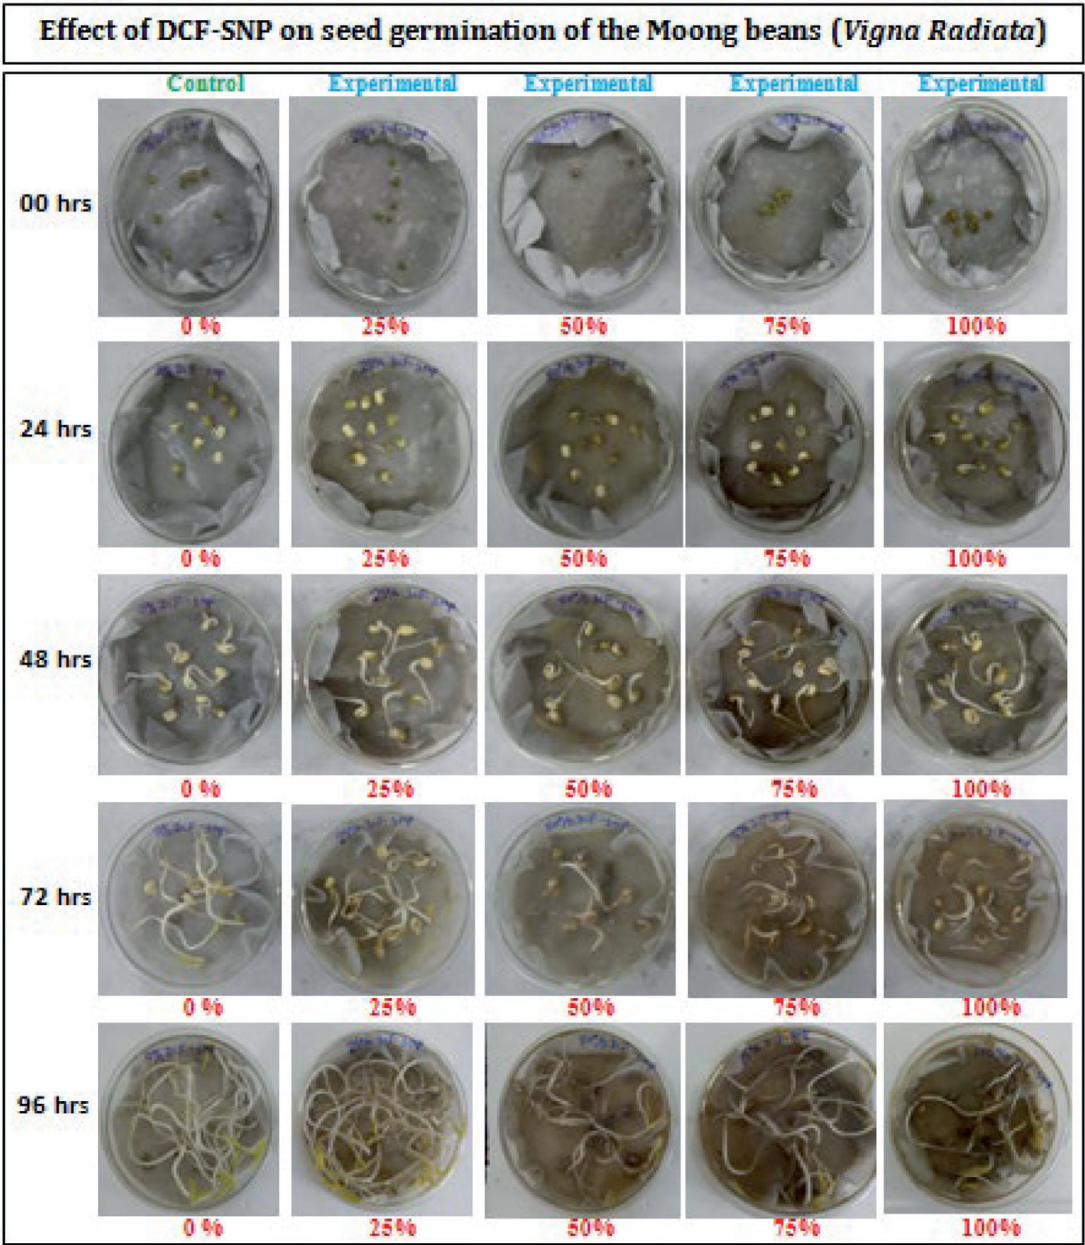 Effect of DCF-SNP on seed germination of the Moong beans (Vigna Radiata)
Control Experimental Experimental Experimental Experimental
00 hrs
0 % 25% 50% 75% 100%
24 hrs
0 % 25% 50% 75% 100%
48 hrs
0 % 25% 50% 75% 100%
72 hrs
0 % 25% 50% 75% 100%
96 hrs
0 % 25% 50% 75% 100%